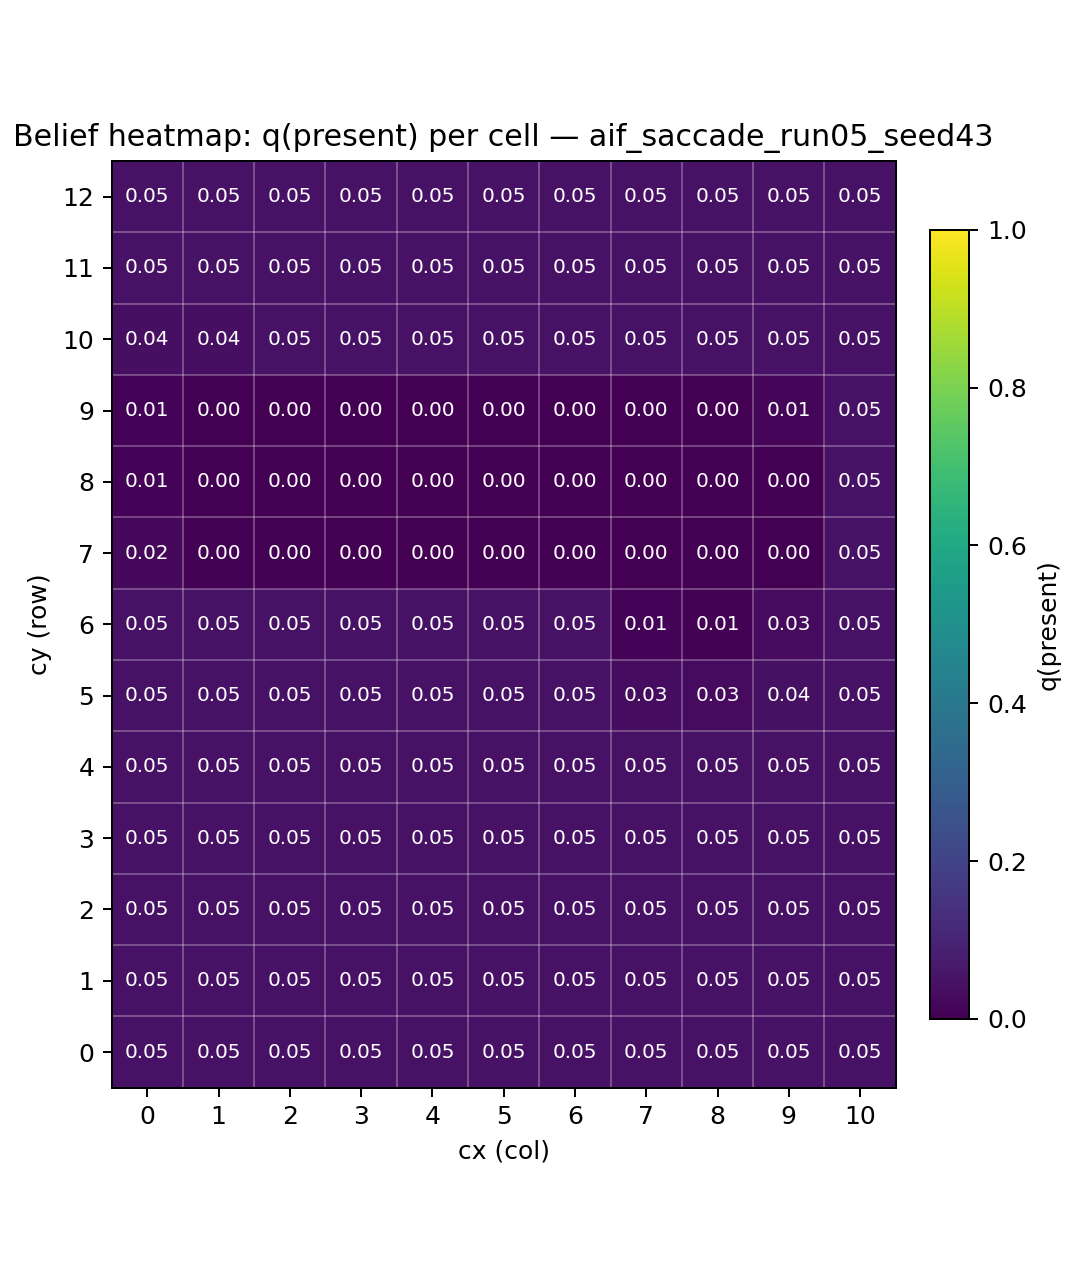 Belief heatmap: q(present) per cell — aif_saccade_run05_seed43
12 0.05 0.05 0.05 0.05 0.05 0.05 0.05 0.05 0.05 0.05 0.05
11 0.05 0.05 0.05 0.05 0.05 0.05 0.05 0.05 0.05 0.05 0.05
10 0.04 0.04 0.05 0.05 0.05 0.05 0.05 0.05 0.05 0.05 0.05
9 0.01 0.00 0.00 0.00 0.00 0.00 0.00 0.00 0.00 0.01 0.05
8 0.01 0.00 0.00 0.00 0.00 0.00 0.00 0.00 0.00 0.00 0.05
7 0.02 0.00 0.00 0.00 0.00 0.00 0.00 0.00 0.00 0.00 0.05
6 0.05 0.05 0.05 0.05 0.05 0.05 0.05 0.01 0.01 0.03 0.05
5 0.05 0.05 0.05 0.05 0.05 0.05 0.05 0.03 0.03 0.04 0.05
4 0.05 0.05 0.05 0.05 0.05 0.05 0.05 0.05 0.05 0.05 0.05
3 0.05 0.05 0.05 0.05 0.05 0.05 0.05 0.05 0.05 0.05 0.05
2 0.05 0.05 0.05 0.05 0.05 0.05 0.05 0.05 0.05 0.05 0.05
1 0.05 0.05 0.05 0.05 0.05 0.05 0.05 0.05 0.05 0.05 0.05
0 0.05 0.05 0.05 0.05 0.05 0.05 0.05 0.05 0.05 0.05 0.05
0 1 2 3 4 5 6 7 8 9 10
cx (col)
cy (row)
1.0
0.8
0.6
0.4
0.2
0.0
q(present)